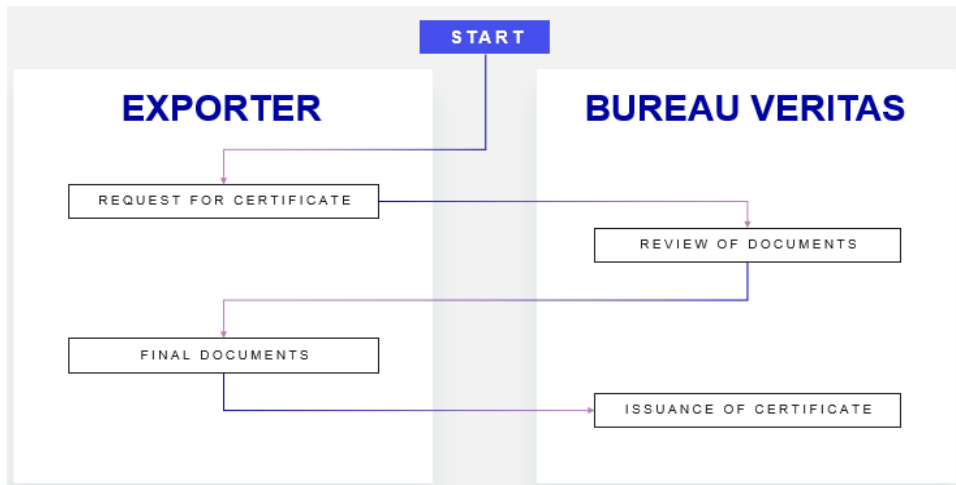 START
EXPORTER
BUREAU VERITAS
REQUEST FOR CERTIFICATE
REVIEW OF DOCUMENTS
FINAL DOCUMENTS
ISSUANCE OF CERTIFICATE